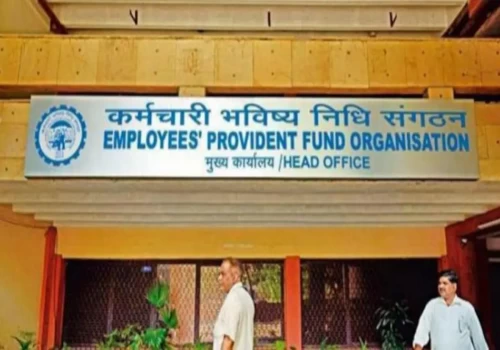 कर्मचारी भविष्य निधि संगठन
EMPLOYEES' PROVIDENT FUND ORGANISATION
मुख्य कार्यालय /HEAD OFFICE